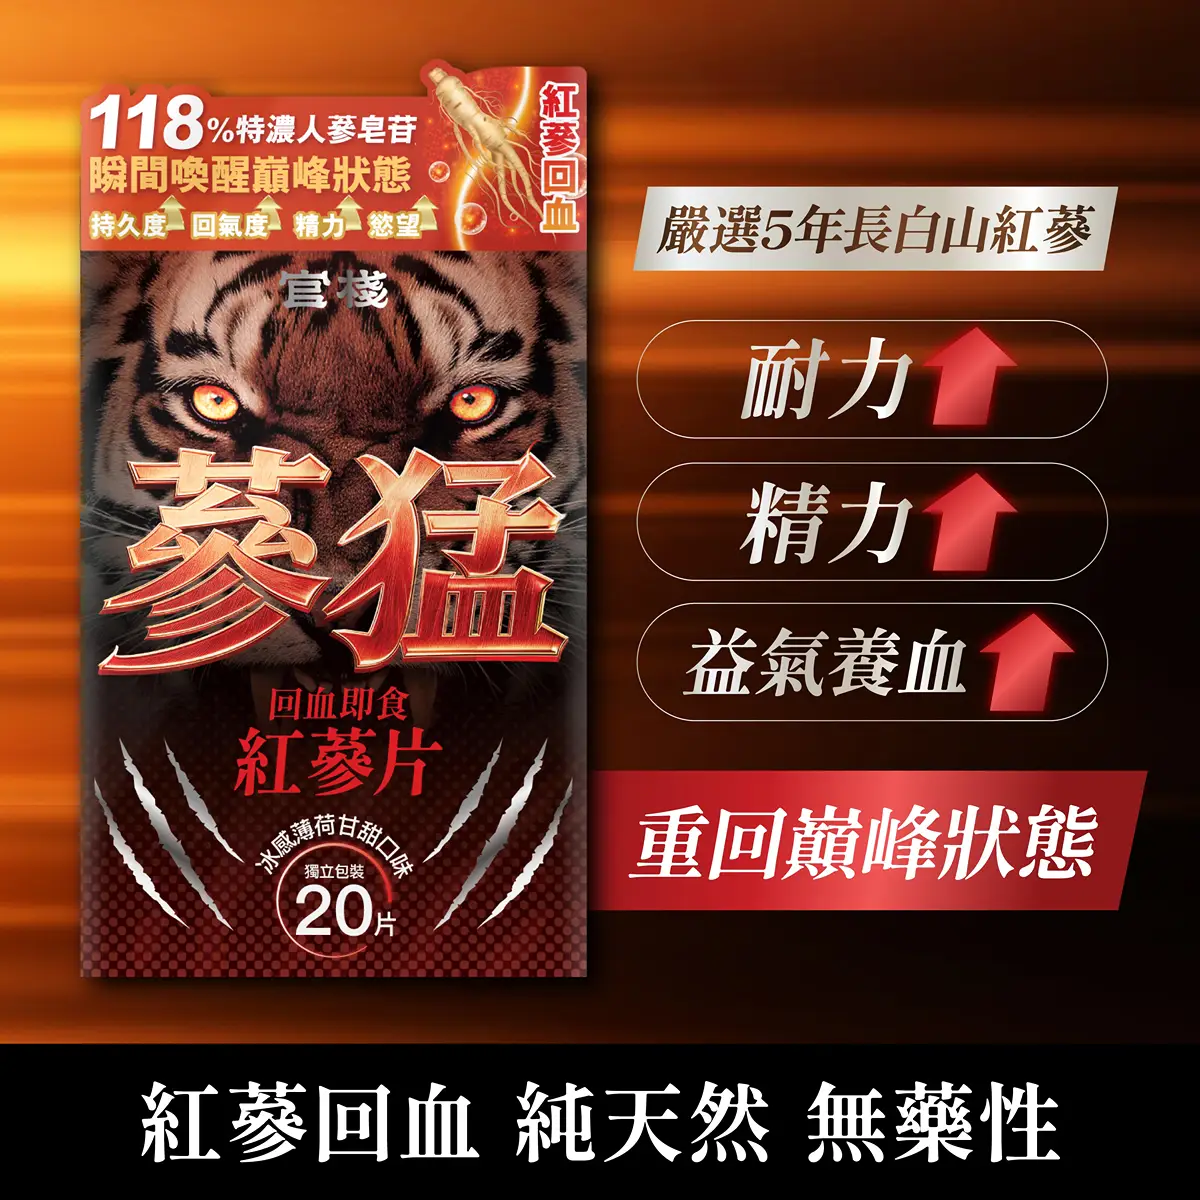 118%特濃人蔘皂苷
瞬間喚醒巔峰狀態
持久度 回氣度 精力 慾望
紅蔘回血
官棧
蔘猛
回血即食
紅蔘片
冰感薄荷甘甜口味
獨立包裝
20片
嚴選5年長白山紅蔘
耐力
精力
益氣養血
重回巔峰狀態
紅蔘回血 純天然 無藥性